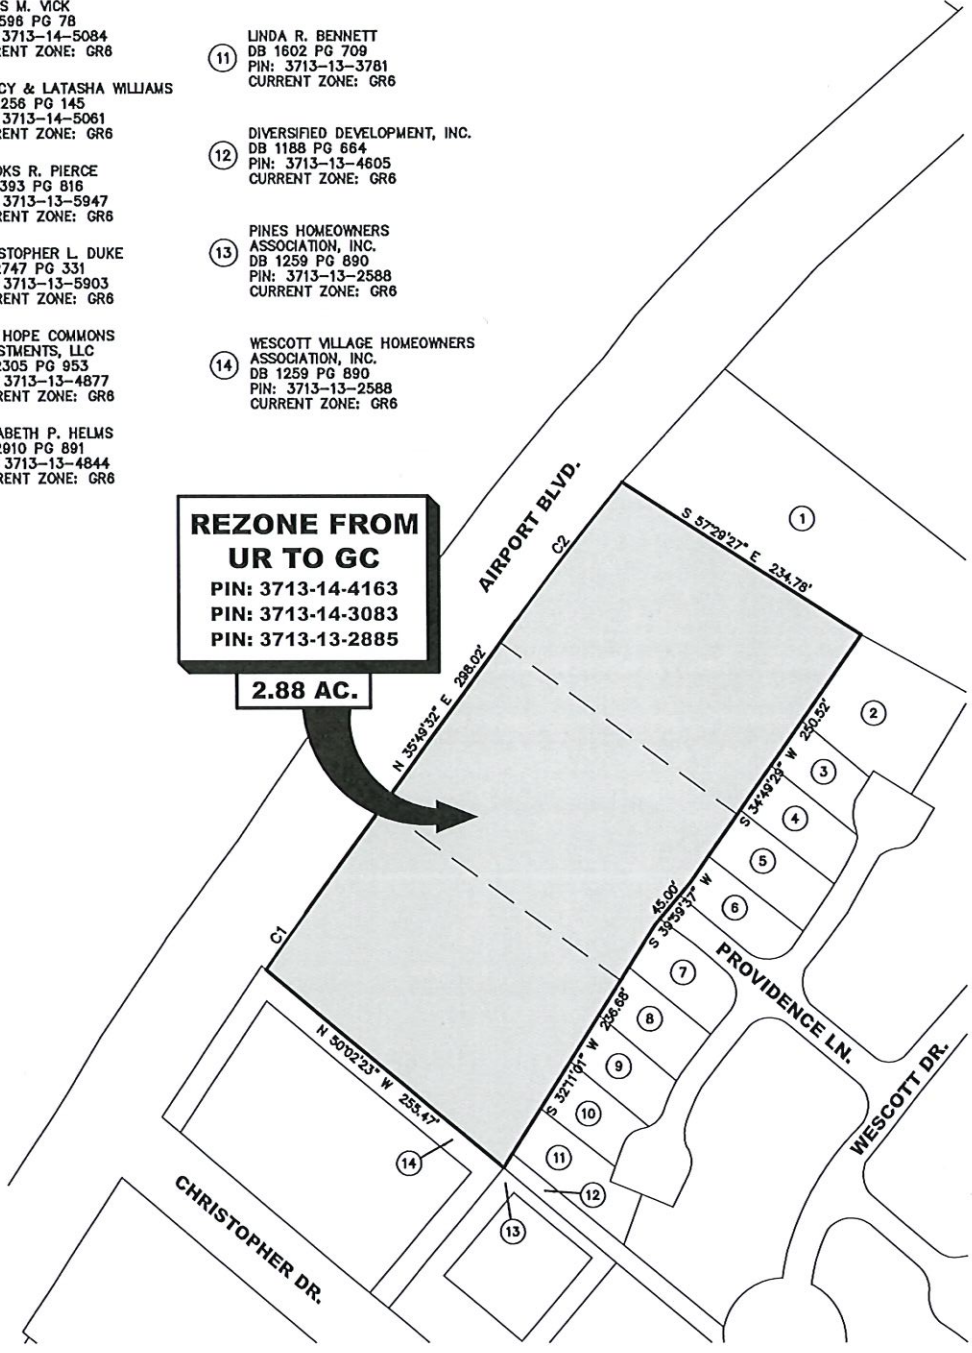 S M. VICK
596 PG 78
3713-14-5084
RENT ZONE: GR6
CY & LATASHA WILLIAMS
256 PG 145
3713-14-5061
RENT ZONE: GR6
OKS R. PIERCE
393 PG 816
3713-13-5947
RENT ZONE: GR6
STOPHER L. DUKE
2747 PG 331
3713-13-5903
RENT ZONE: GR6
HOPE COMMONS
STMENTS, LLC
2305 PG 953
3713-13-4877
RENT ZONE: GR6
ABETH P. HELMS
2910 PG 891
3713-13-4844
RENT ZONE: GR6
11
LINDA R. BENNETT
DB 1602 PG 709
PIN: 3713-13-3781
CURRENT ZONE: GR6
12
DIVERSIFIED DEVELOPMENT, INC.
DB 1188 PG 664
PIN: 3713-13-4605
CURRENT ZONE: GR6
13
PINES HOMEOWNERS
ASSOCIATION, INC.
DB 1259 PG 890
PIN: 3713-13-2588
CURRENT ZONE: GR6
14
WESCOTT VILLAGE HOMEOWNERS
ASSOCIATION, INC.
DB 1259 PG 890
PIN: 3713-13-2588
CURRENT ZONE: GR6
REZONE FROM
UR TO GC
PIN: 3713-14-4163
PIN: 3713-14-3083
PIN: 3713-13-2885
2.88 AC.
AIRPORT BLVD.
C2
S 57°29'27" E 234.78'
1
N 35°49'32" E 298.02'
2
S 34°49'29" W 250.52'
3
4
5
6
45.00'
S 39°59'37" W
C1
7
PROVIDENCE LN.
8
S 32°11'01" W 236.68'
9
10
11
12
13
14
N 50°02'23" W 255.47'
WESCOTT DR.
CHRISTOPHER DR.